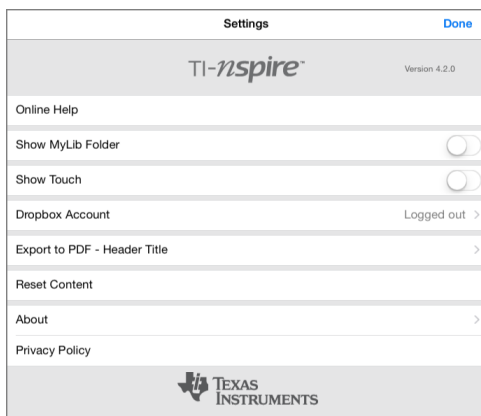 Settings Done
TI-nspire™ Version 4.2.0
Online Help
Show MyLib Folder
Show Touch
Dropbox Account Logged out >
Export to PDF - Header Title >
Reset Content
About >
Privacy Policy
TEXAS
INSTRUMENTS